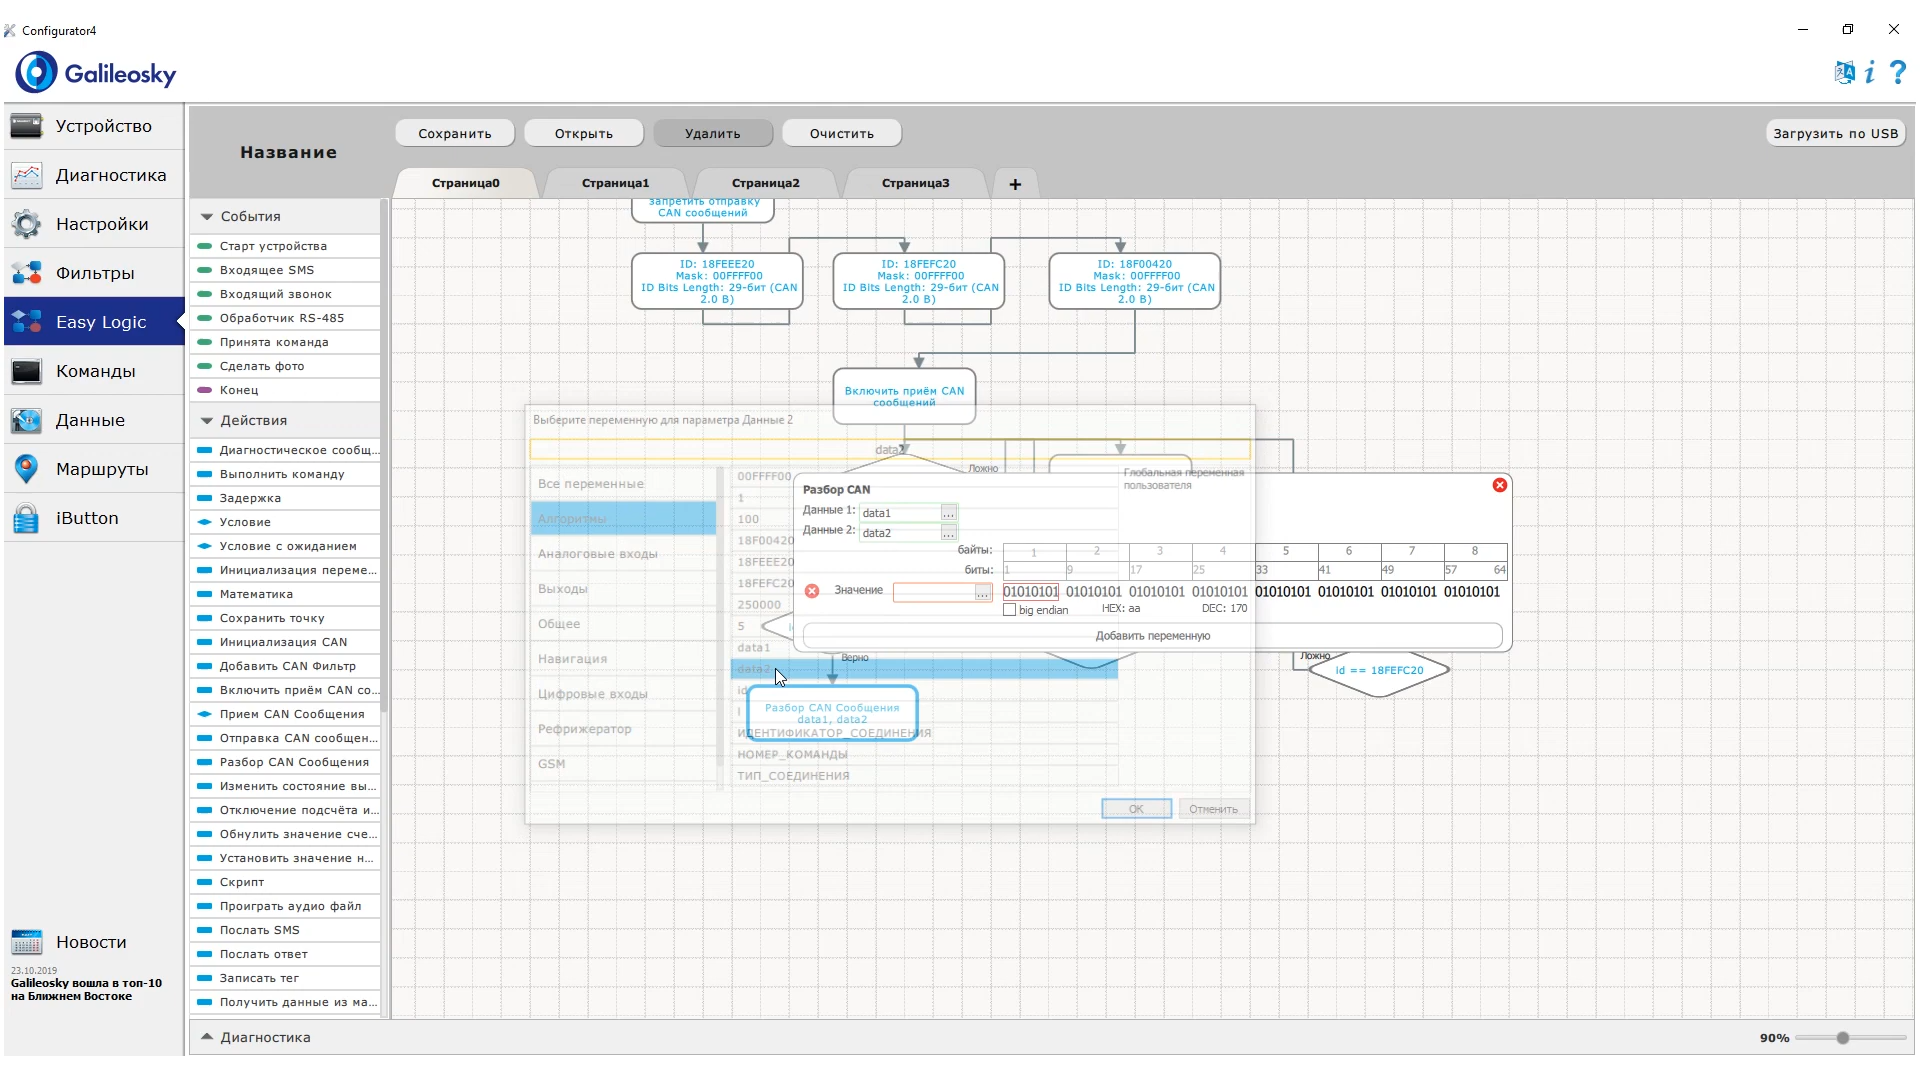 Configurator4
Galileosky
Устройство
Диагностика
Настройки
Фильтры
Easy Logic
Команды
Данные
Маршруты
iButton
Новости
23.10.2019
Galileosky вошла в топ-10
на Ближнем Востоке
Название
Сохранить
Открыть
Удалить
Очистить
Загрузить по USB
Страница0
Страница1
Страница2
Страница3
+
События
Старт устройства
Входящее SMS
Входящий звонок
Обработчик RS-485
Принята команда
Сделать фото
Конец
Действия
Диагностическое сообщ...
Выполнить команду
Задержка
Условие
Условие с ожиданием
Инициализация переме...
Математика
Сохранить точку
Инициализация CAN
Добавить CAN Фильтр
Включить приём CAN со...
Прием CAN Сообщения
Отправка CAN сообщен...
Разбор CAN Сообщения
Изменить состояние вы...
Отключение подсчёта и...
Обнулить значение сче...
Установить значение н...
Скрипт
Проиграть аудио файл
Послать SMS
Послать ответ
Записать тег
Получить данные из ма...
запретить отправку
CAN сообщений
ID: 18FEEE20
Mask: 00FFFF00
ID Bits Length: 29-бит (CAN
2.0 B)
ID: 18FEFC20
Mask: 00FFFF00
ID Bits Length: 29-бит (CAN
2.0 B)
ID: 18F00420
Mask: 00FFFF00
ID Bits Length: 29-бит (CAN
2.0 B)
Включить приём CAN
сообщений
Выберите переменную для параметра Данные 2
data2
Ложно
Глобальная переменная
пользователя
Все переменные
Алгоритмы
Аналоговые входы
Выходы
Общее
Навигация
Цифровые входы
Рефрижератор
GSM
00FFFF00
1
100
18F00420
18FEEE20
18FEFC20
250000
5
data1
data2
id
ИДЕНТИФИКАТОР_СОЕДИНЕНИЯ
НОМЕР_КОМАНДЫ
ТИП_СОЕДИНЕНИЯ
OK
Отменить
Разбор CAN
Данные 1: data1 ...
Данные 2: data2 ...
байты: 1 2 3 4 5 6 7 8
биты: 1 9 17 25 33 41 49 57 64
Значение ... 01010101 01010101 01010101 01010101 01010101 01010101 01010101 01010101
big endian HEX: aa DEC: 170
Добавить переменную
Верно
Разбор CAN Сообщения
data1, data2
Ложно
id == 18FEFC20
Диагностика
90%